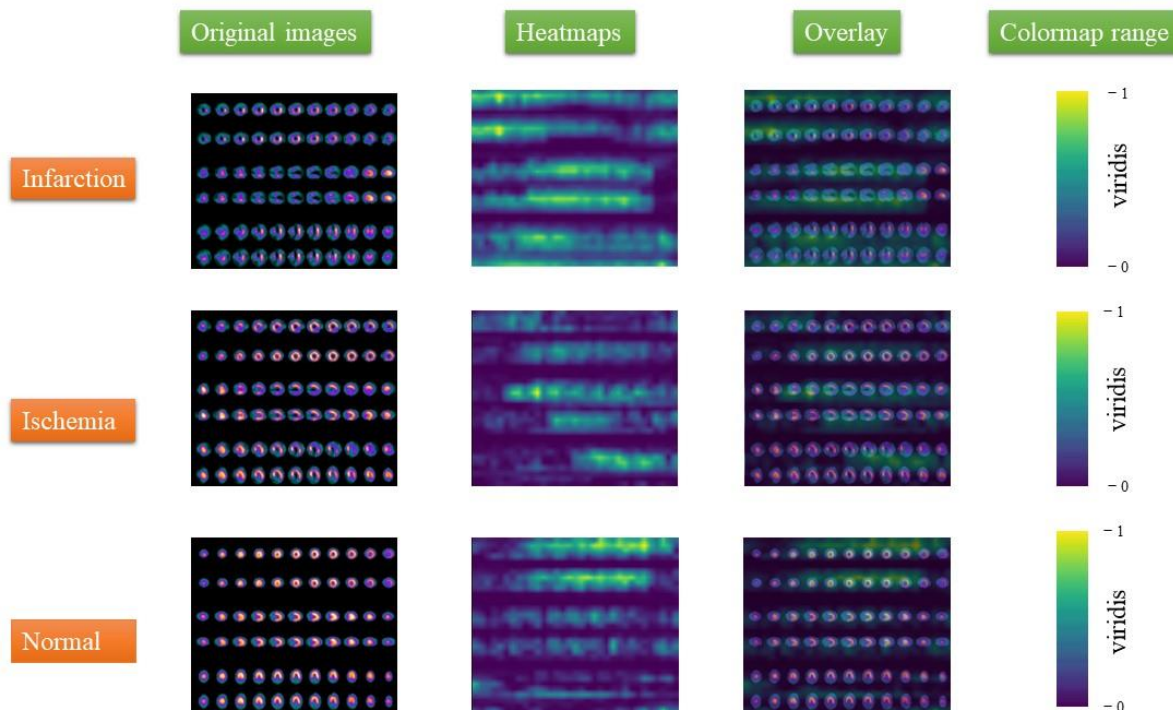 Original images
Heatmaps
Overlay
Colormap range
Infarction
1
viridis
0
Ischemia
1
viridis
0
Normal
1
viridis
0